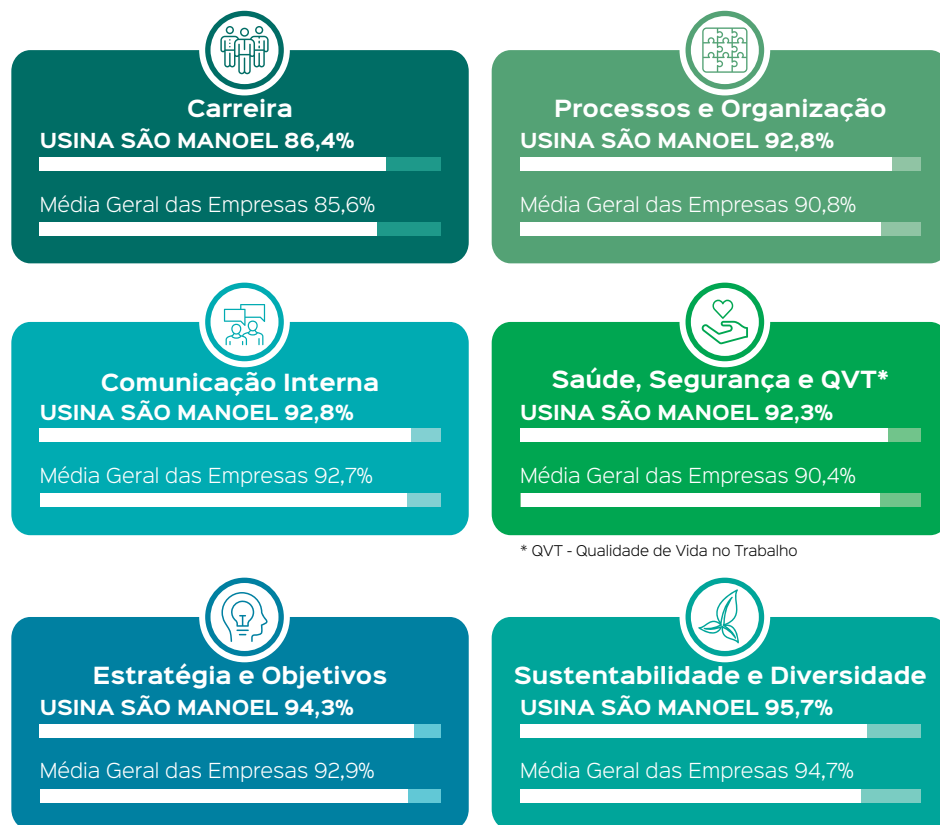 Carreira
USINA SÃO MANOEL 86,4%
Média Geral das Empresas 85,6%
Processos e Organização
USINA SÃO MANOEL 92,8%
Média Geral das Empresas 90,8%
Comunicação Interna
USINA SÃO MANOEL 92,8%
Média Geral das Empresas 92,7%
Saúde, Segurança e QVT*
USINA SÃO MANOEL 92,3%
Média Geral das Empresas 90,4%
* QVT - Qualidade de Vida no Trabalho
Estratégia e Objetivos
USINA SÃO MANOEL 94,3%
Média Geral das Empresas 92,9%
Sustentabilidade e Diversidade
USINA SÃO MANOEL 95,7%
Média Geral das Empresas 94,7%